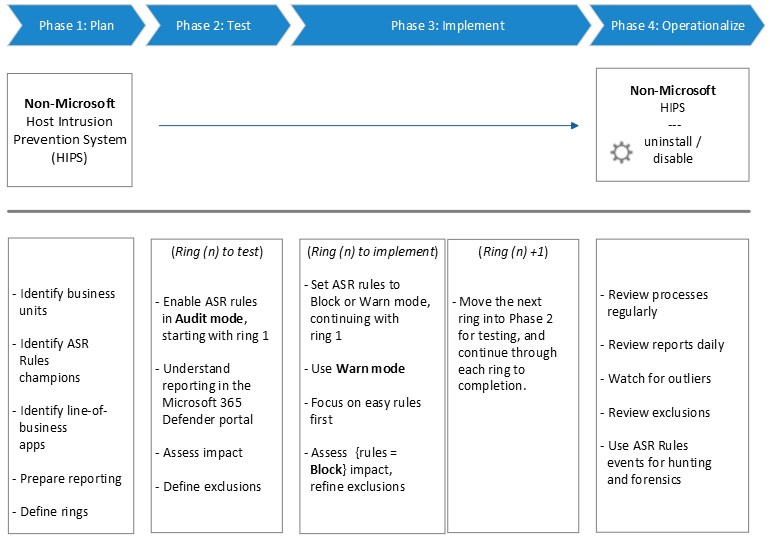 Phase 1: Plan
Phase 2: Test
Phase 3: Implement
Phase 4: Operationalize
Non-Microsoft
Host Intrusion
Prevention System
(HIPS)
Non-Microsoft
HIPS
---
uninstall /
disable
- Identify business
units
- Identify ASR
Rules
champions
- Identify line-of-
business
apps
- Prepare reporting
- Define rings
(Ring (n) to test)
- Enable ASR rules
in Audit mode,
starting with ring 1
- Understand
reporting in the
Microsoft 365
Defender portal
- Assess impact
- Define exclusions
(Ring (n) to implement)
- Set ASR rules to
Block or Warn mode,
continuing with
ring 1
- Use Warn mode
- Focus on easy rules
first
- Assess {rules =
Block} impact,
refine exclusions
(Ring (n) +1)
- Move the next
ring into Phase 2
for testing, and
continue through
each ring to
completion.
- Review processes
regularly
- Review reports daily
- Watch for outliers
- Review exclusions
- Use ASR Rules
events for hunting
and forensics